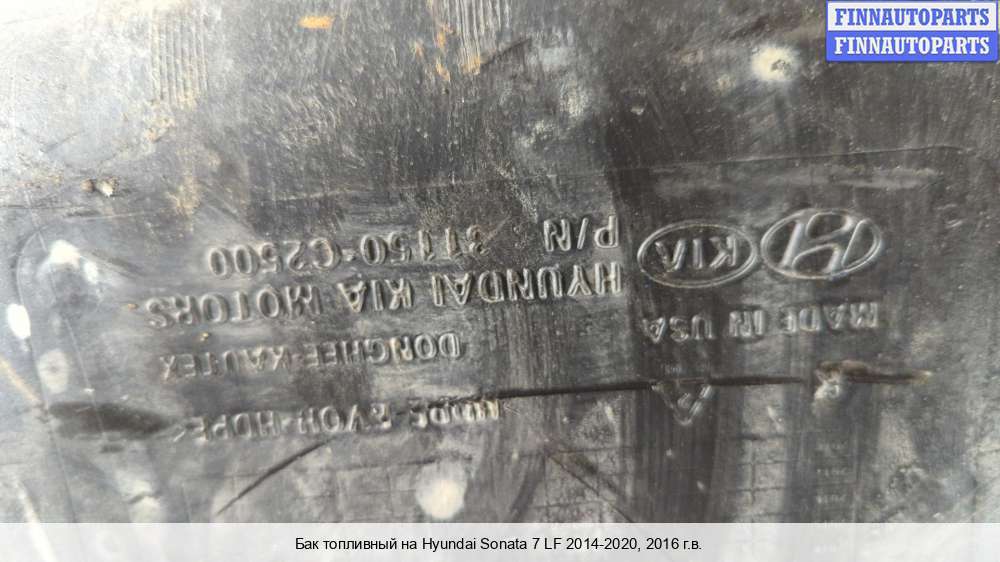 FINNAUTOPARTS
FINNAUTOPARTS
MADE IN USA
DONGHEE-KAUTEX
HYUNDAI KIA MOTORS
KIA
P/N 31150-C2500
Бак топливный на Hyundai Sonata 7 LF 2014-2020, 2016 г.в.